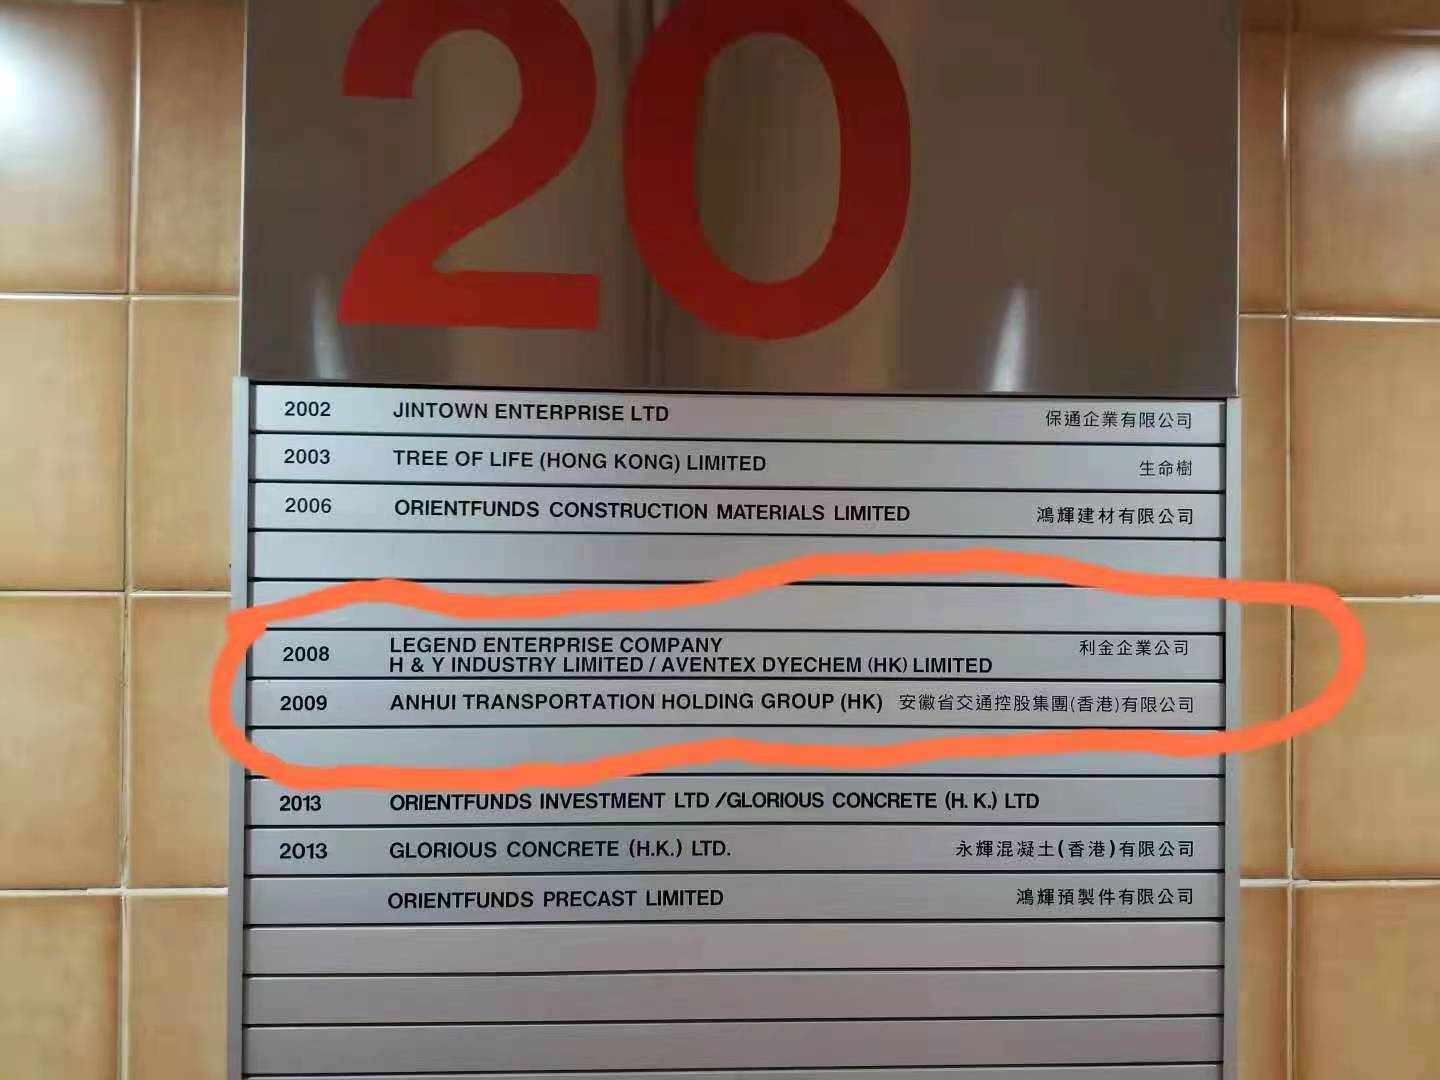 20
2002 JINTOWN ENTERPRISE LTD 保通企業有限公司
2003 TREE OF LIFE (HONG KONG) LIMITED 生命樹
2006 ORIENTFUNDS CONSTRUCTION MATERIALS LIMITED 鴻輝建材有限公司
2008 LEGEND ENTERPRISE COMPANY 利金企業公司
H & Y INDUSTRY LIMITED / AVENTEX DYECHEM (HK) LIMITED
2009 ANHUI TRANSPORTATION HOLDING GROUP (HK) 安徽省交通控股集團(香港)有限公司
2013 ORIENTFUNDS INVESTMENT LTD /GLORIOUS CONCRETE (H. K.) LTD
2013 GLORIOUS CONCRETE (H.K.) LTD. 永輝混凝土(香港)有限公司
ORIENTFUNDS PRECAST LIMITED 鴻輝預製件有限公司